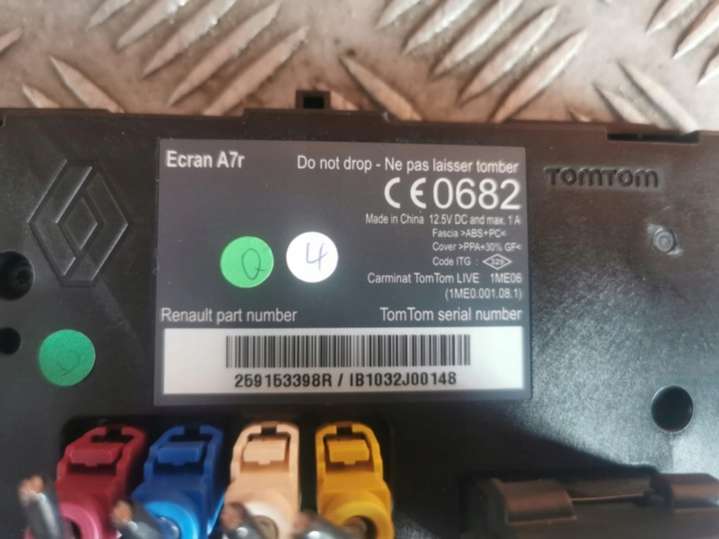 Ecran A7r
Do not drop - Ne pas laisser tomber
CE0682
TOMTOM
Made in China 12.5V DC and max. 1 A
Fascia >ABS+PC<
Cover >PPA+30% GF<
Code ITG :
Q
4
Carminat TomTom LIVE 1ME06
(1ME0.001.08.1)
Renault part number
TomTom serial number
259153398R / IB1032J00148